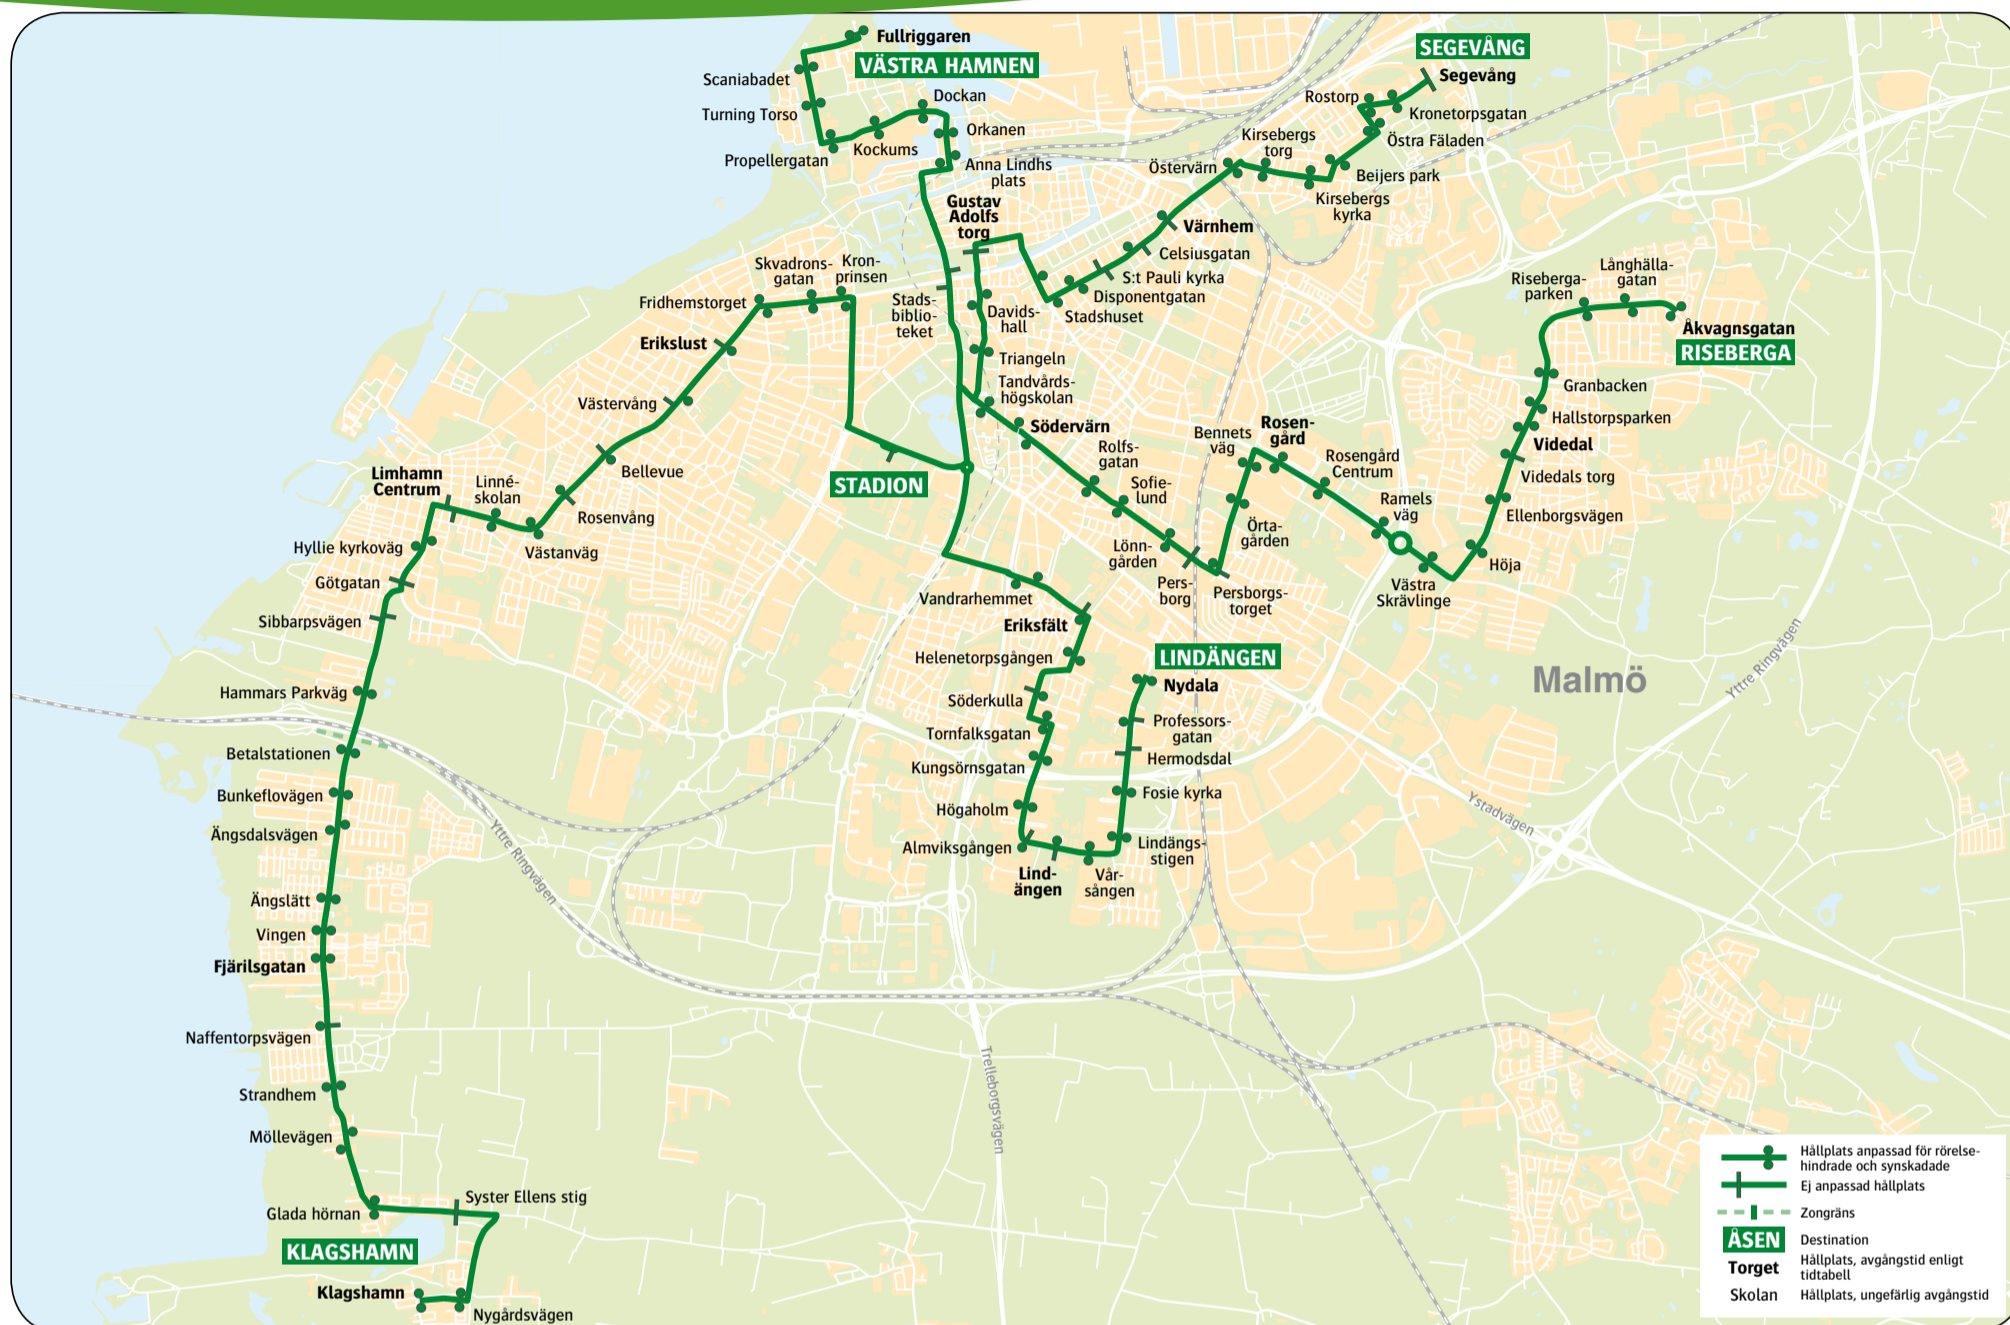 Fullriggaren
VÄSTRA HAMNEN
Scaniabadet
Turning Torso
Propellergatan
Kockums
Dockan
Orkanen
Anna Lindhs
plats
Gustav
Adolfs
torg
SEGEVÅNG
Segevång
Rostorp
Kronetorpsgatan
Östra Fäladen
Kirsebergs
torg
Beijers park
Kirsebergs
kyrka
Östervärn
Värnhem
Celsiusgatan
S:t Pauli kyrka
Disponentgatan
Stadshuset
Skvadrons-
gatan
Kron-
prinsen
Fridhemstorget
Erikslust
Västervång
Bellevue
Stads-
biblio-
teket
Davids-
hall
Triangeln
Tandvårds-
högskolan
Södervärn
Rolfs-
gatan
Sofie-
lund
Lönn-
gården
Pers-
borg
Persborgs-
torget
Örta-
gården
Bennets
väg
Rosen-
gård
Rosengård
Centrum
Ramels
väg
Västra
Skrävlinge
Höja
Ellenborgsvägen
Videdals torg
Videdal
Hallstorpsparken
Granbacken
Riseberga-
parken
Långhälla-
gatan
Åkvagnsgatan
RISEBERGA
STADION
Limhamn
Centrum
Linné-
skolan
Rosenvång
Västanväg
Hyllie kyrkoväg
Götgatan
Sibbarpsvägen
Hammars Parkväg
Betalstationen
Bunkeflovägen
Ängsdalsvägen
Ängslätt
Vingen
Fjärilsgatan
Naffentorpsvägen
Strandhem
Möllevägen
Glada hörnan
Syster Ellens stig
KLAGSHAMN
Klagshamn
Nygårdsvägen
Vandrarhemmet
Eriksfält
Helenetorpsgången
Söderkulla
Tornfalksgatan
Kungsörnsgatan
Högaholm
Almviksgången
Lind-
ängen
Vår-
sången
Lindängs-
stigen
Fosie kyrka
Hermodsdal
Professors-
gatan
Nydala
LINDÄNGEN
Malmö
Yttre Ringvägen
Ystadvägen
Yttre Ringvägen
Trelleborgsvägen
Hållplats anpassad för rörelse-
hindrade och synskadade
Ej anpassad hållplats
Zongräns
ÅSEN Destination
Torget Hållplats, avgångstid enligt
tidtabell
Skolan Hållplats, ungefärlig avgångstid